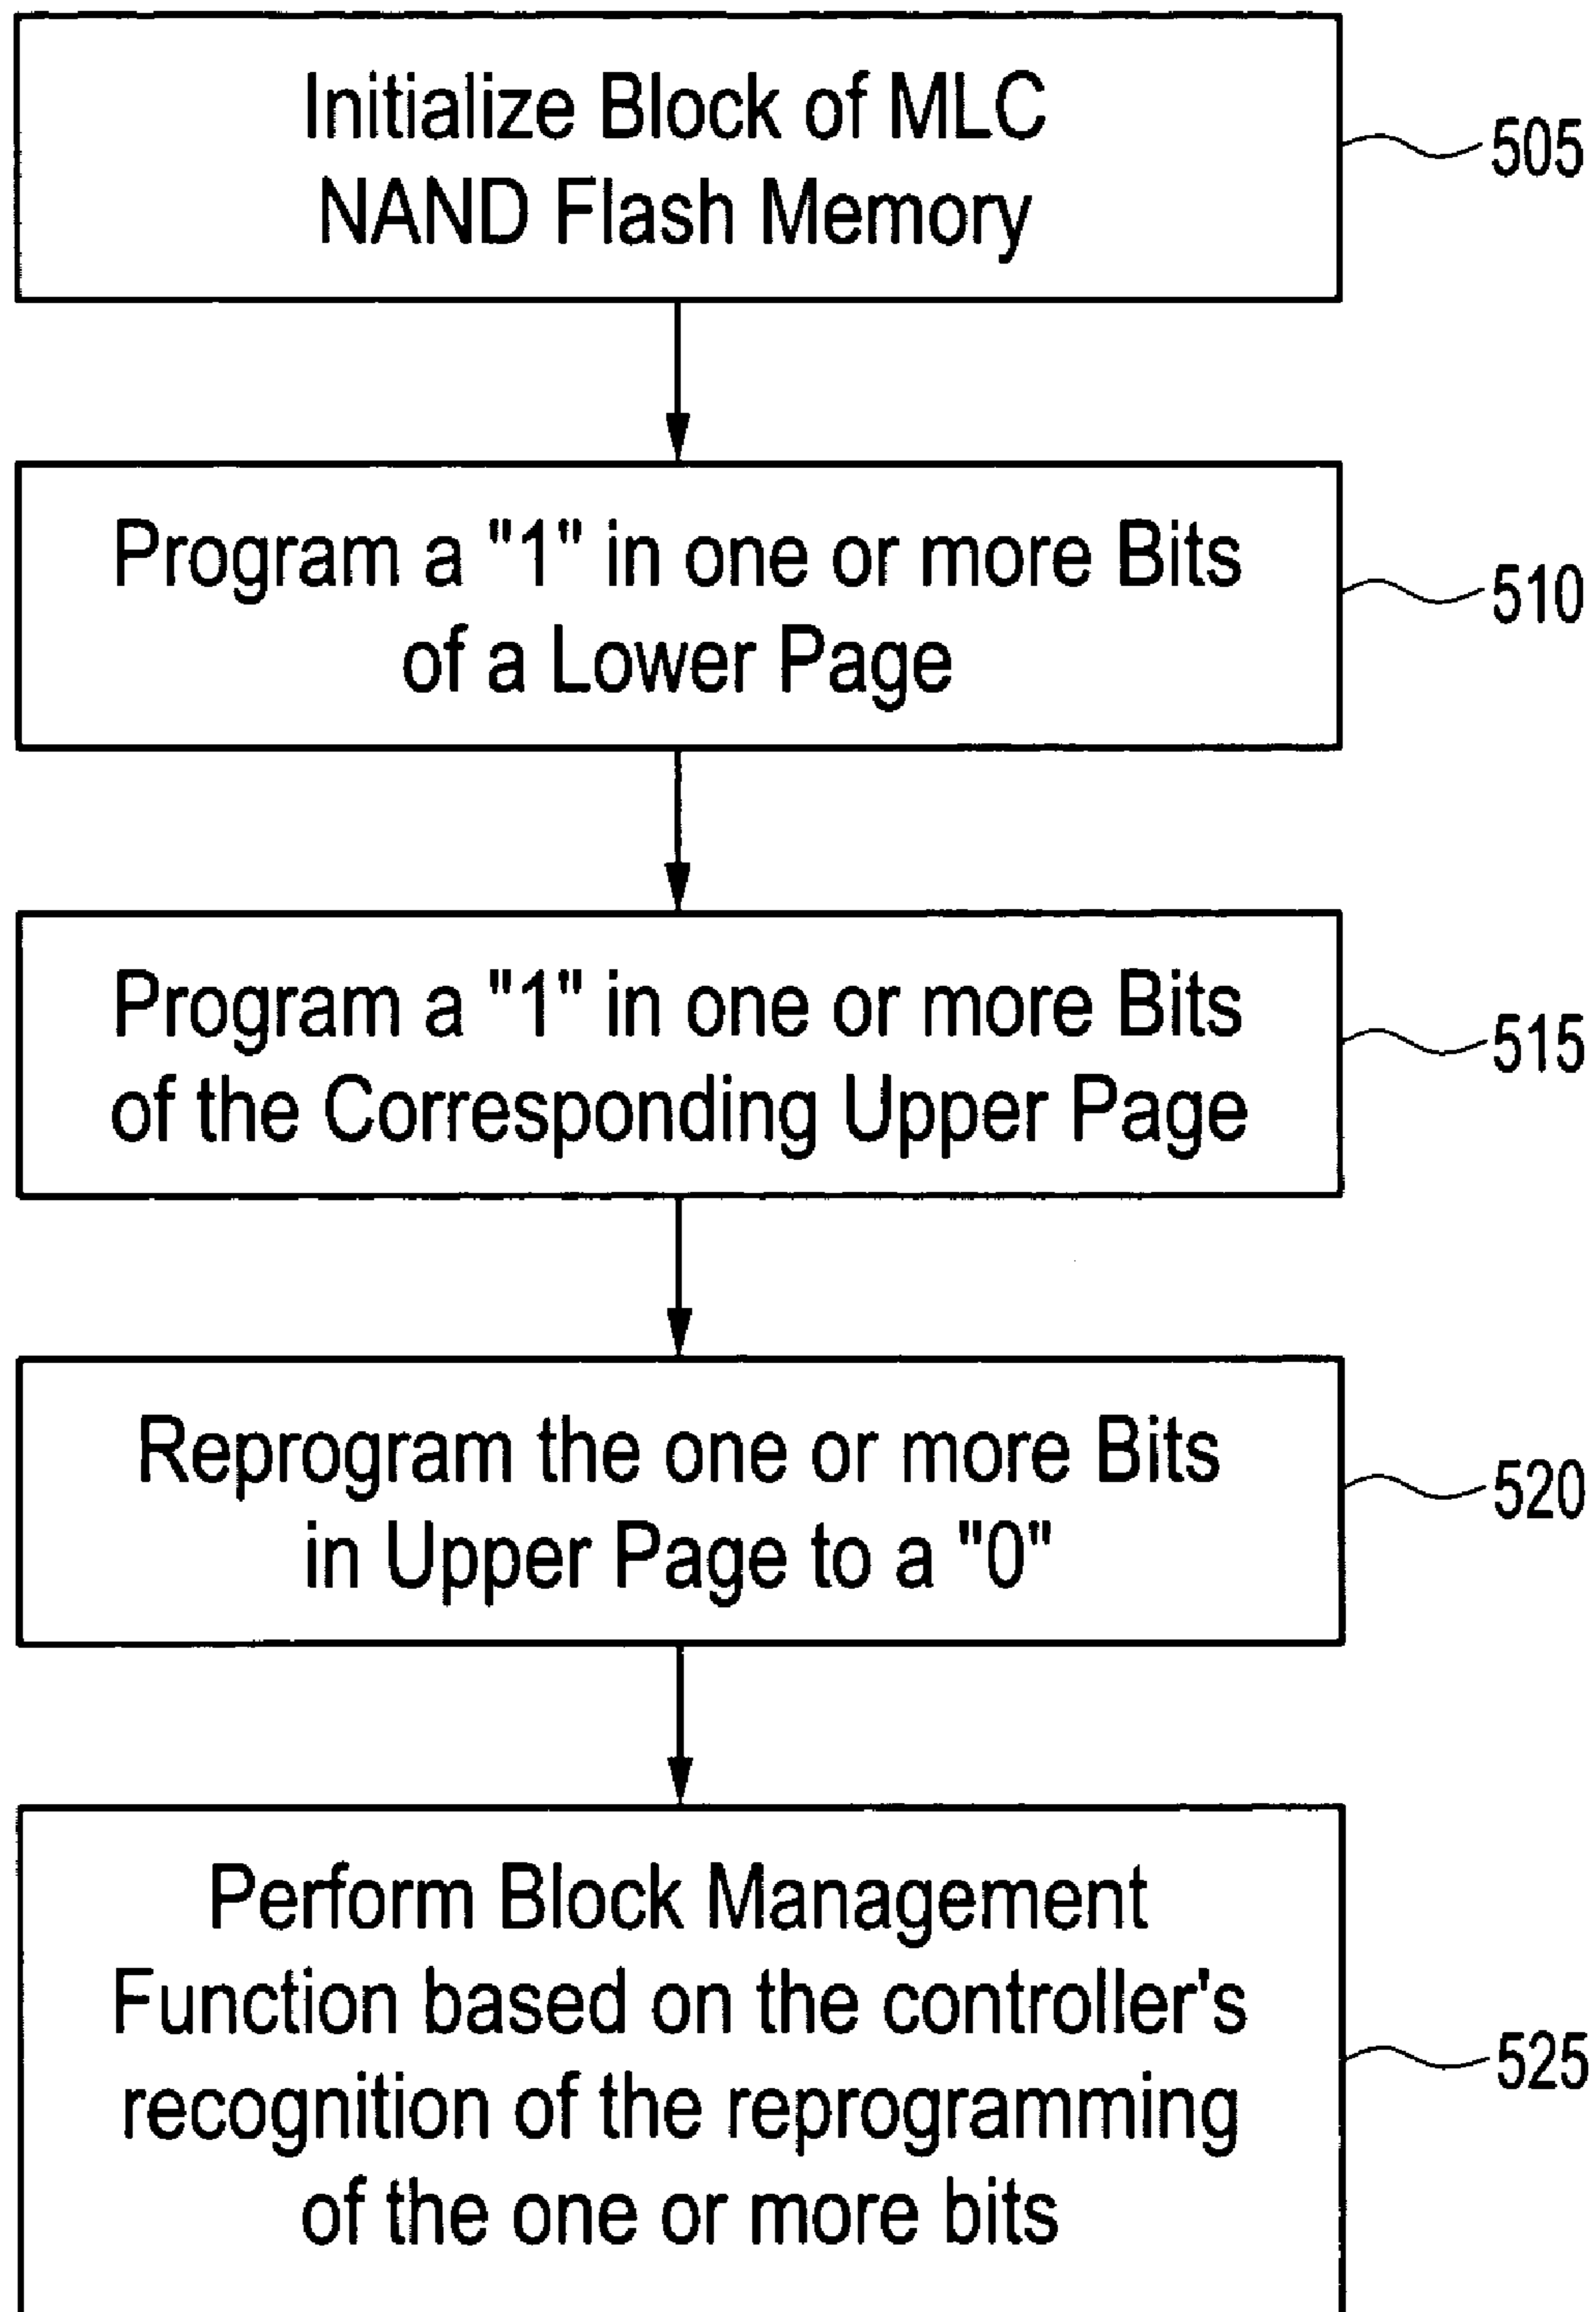 Initialize Block of MLC
NAND Flash Memory
505
Program a "1" in one or more Bits
of a Lower Page
510
Program a "1" in one or more Bits
of the Corresponding Upper Page
515
Reprogram the one or more Bits
in Upper Page to a "0"
520
Perform Block Management
Function based on the controller's
recognition of the reprogramming
of the one or more bits
525